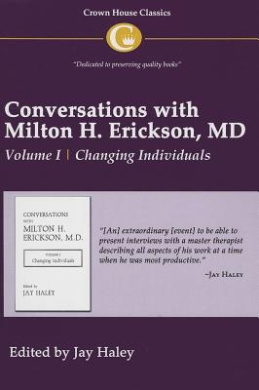 Crown House Classics
C
"Dedicated to preserving quality books"
Conversations with
Milton H. Erickson, MD
Volume I | Changing Individuals
CONVERSATIONS
with
MILTON H.
ERICKSON, M.D.
VOLUME I
Changing Individuals
Edited by
JAY HALEY
"[An] extraordinary [event] to be able to
present interviews with a master therapist
describing all aspects of his work at a time
when he was most productive."
–JAY HALEY
Edited by Jay Haley